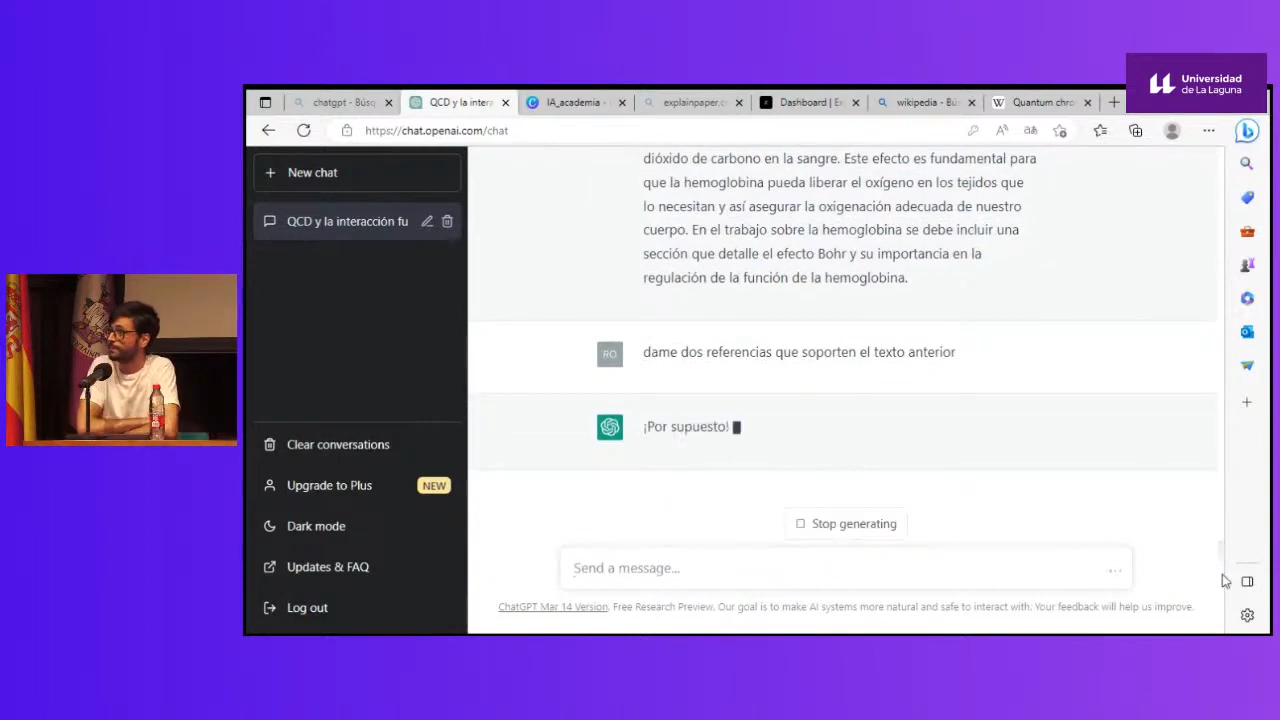 Universidad
de La Laguna
chatgpt - Búsq
QCD y la intera
IA_academia -
explainpaper.c
Dashboard | Ex
wikipedia - Bús
Quantum chro
https://chat.openai.com/chat
New chat
QCD y la interacción fu
dióxido de carbono en la sangre. Este efecto es fundamental para
que la hemoglobina pueda liberar el oxígeno en los tejidos que
lo necesitan y así asegurar la oxigenación adecuada de nuestro
cuerpo. En el trabajo sobre la hemoglobina se debe incluir una
sección que detalle el efecto Bohr y su importancia en la
regulación de la función de la hemoglobina.
RO
dame dos referencias que soporten el texto anterior
¡Por supuesto!
Clear conversations
Upgrade to Plus
NEW
Dark mode
Updates & FAQ
Log out
Stop generating
Send a message...
ChatGPT Mar 14 Version. Free Research Preview. Our goal is to make AI systems more natural and safe to interact with. Your feedback will help us improve.